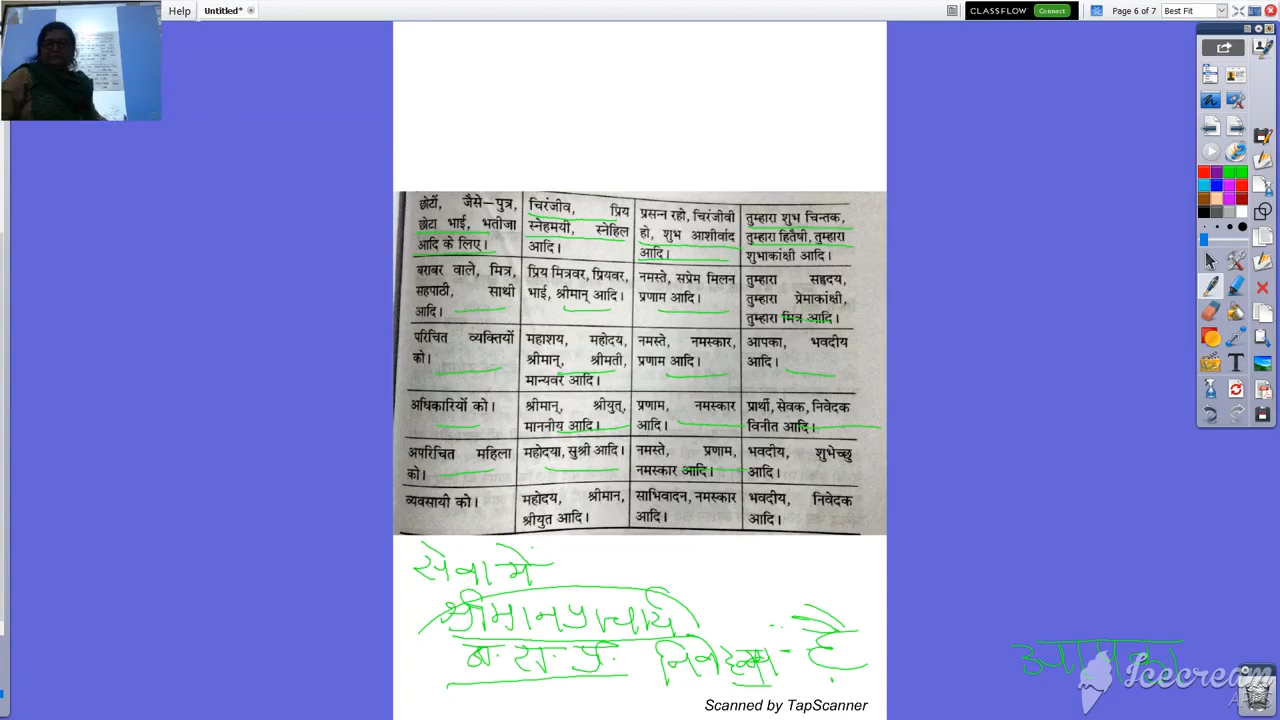 Help
Untitled*
CLASSFLOW
Connect
Page 6 of 7
Best Fit
छोटों, जैसे-पुत्र, छोटा भाई, भतीजा आदि के लिए।
चिरंजीव, प्रिय स्नेहमयी, स्नेहिल आदि।
प्रसन्न रहो, चिरंजीवी हो, शुभ आशीर्वाद आदि।
तुम्हारा शुभ चिन्तक, तुम्हारा हितैषी, तुम्हारा शुभाकांक्षी आदि।
बराबर वाले, मित्र, सहपाठी, साथी आदि।
प्रिय मित्रवर, प्रियवर, भाई, श्रीमान् आदि।
नमस्ते, सप्रेम मिलन प्रणाम आदि।
तुम्हारा सहृदय, तुम्हारा प्रेमाकांक्षी, तुम्हारा मित्र आदि।
परिचित व्यक्तियों को।
महाशय, महोदय, श्रीमान्, श्रीमती, मान्यवर आदि।
नमस्ते, नमस्कार, प्रणाम आदि।
आपका, भवदीय आदि।
अधिकारियों को।
श्रीमान्, श्रीयुत्, माननीय आदि।
प्रणाम, नमस्कार आदि।
प्रार्थी, सेवक, निवेदक विनीत आदि।
अपरिचित महिला को।
महोदया, सुश्री आदि।
नमस्ते, प्रणाम, नमस्कार आदि।
भवदीय, शुभेच्छु आदि।
व्यवसायी को।
महोदय, श्रीमान, श्रीयुत आदि।
साभिवादन, नमस्कार आदि।
भवदीय, निवेदक आदि।
सेवा में
श्रीमान प्राचार्य
है
Scanned by TapScanner
Icecream
APPS